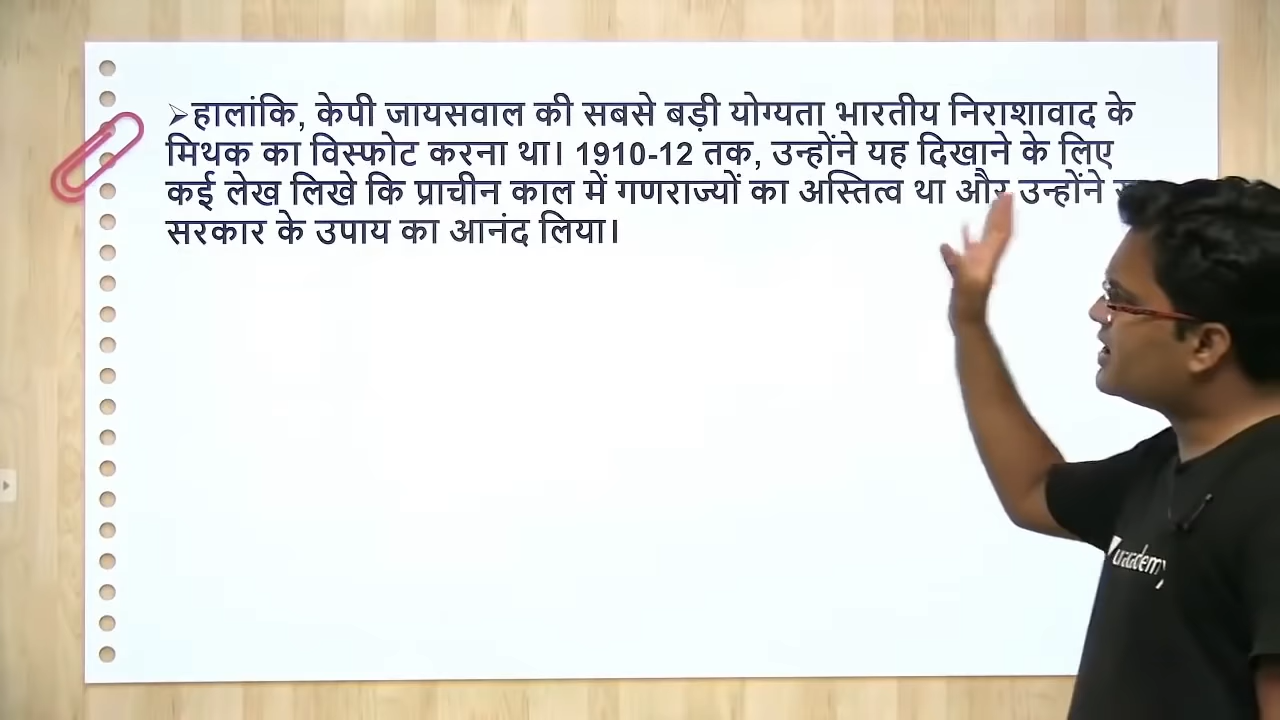 ➢हालांकि, केपी जायसवाल की सबसे बड़ी योग्यता भारतीय निराशावाद के
मिथक का विस्फोट करना था। 1910-12 तक, उन्होंने यह दिखाने के लिए
कई लेख लिखे कि प्राचीन काल में गणराज्यों का अस्तित्व था और उन्होंने
सरकार के उपाय का आनंद लिया।
unacademy